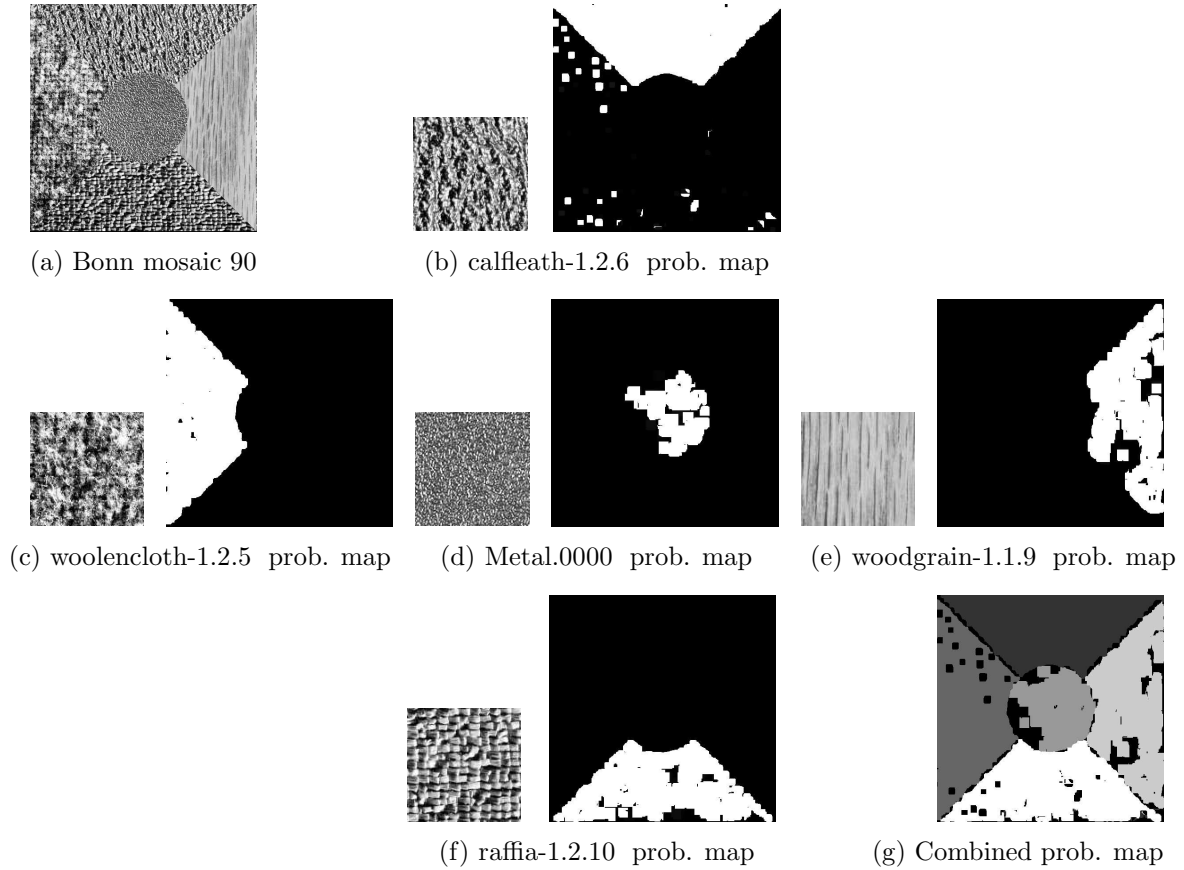 (a) Bonn mosaic 90
(b) calfleath-1.2.6 prob. map
(c) woolencloth-1.2.5 prob. map
(d) Metal.0000 prob. map
(e) woodgrain-1.1.9 prob. map
(f) raffia-1.2.10 prob. map
(g) Combined prob. map